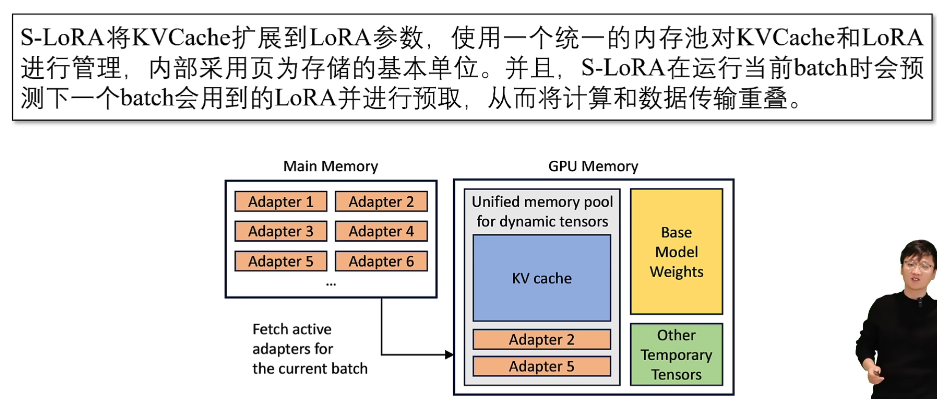 S-LoRA将KVCache扩展到LoRA参数，使用一个统一的内存池对KVCache和LoRA
进行管理，内部采用页为存储的基本单位。并且，S-LoRA在运行当前batch时会预
测下一个batch会用到的LoRA并进行预取，从而将计算和数据传输重叠。
Main Memory
Adapter 1
Adapter 2
Adapter 3
Adapter 4
Adapter 5
Adapter 6
...
Fetch active
adapters for
the current batch
GPU Memory
Unified memory pool
for dynamic tensors
KV cache
Adapter 2
Adapter 5
Base
Model
Weights
Other
Temporary
Tensors